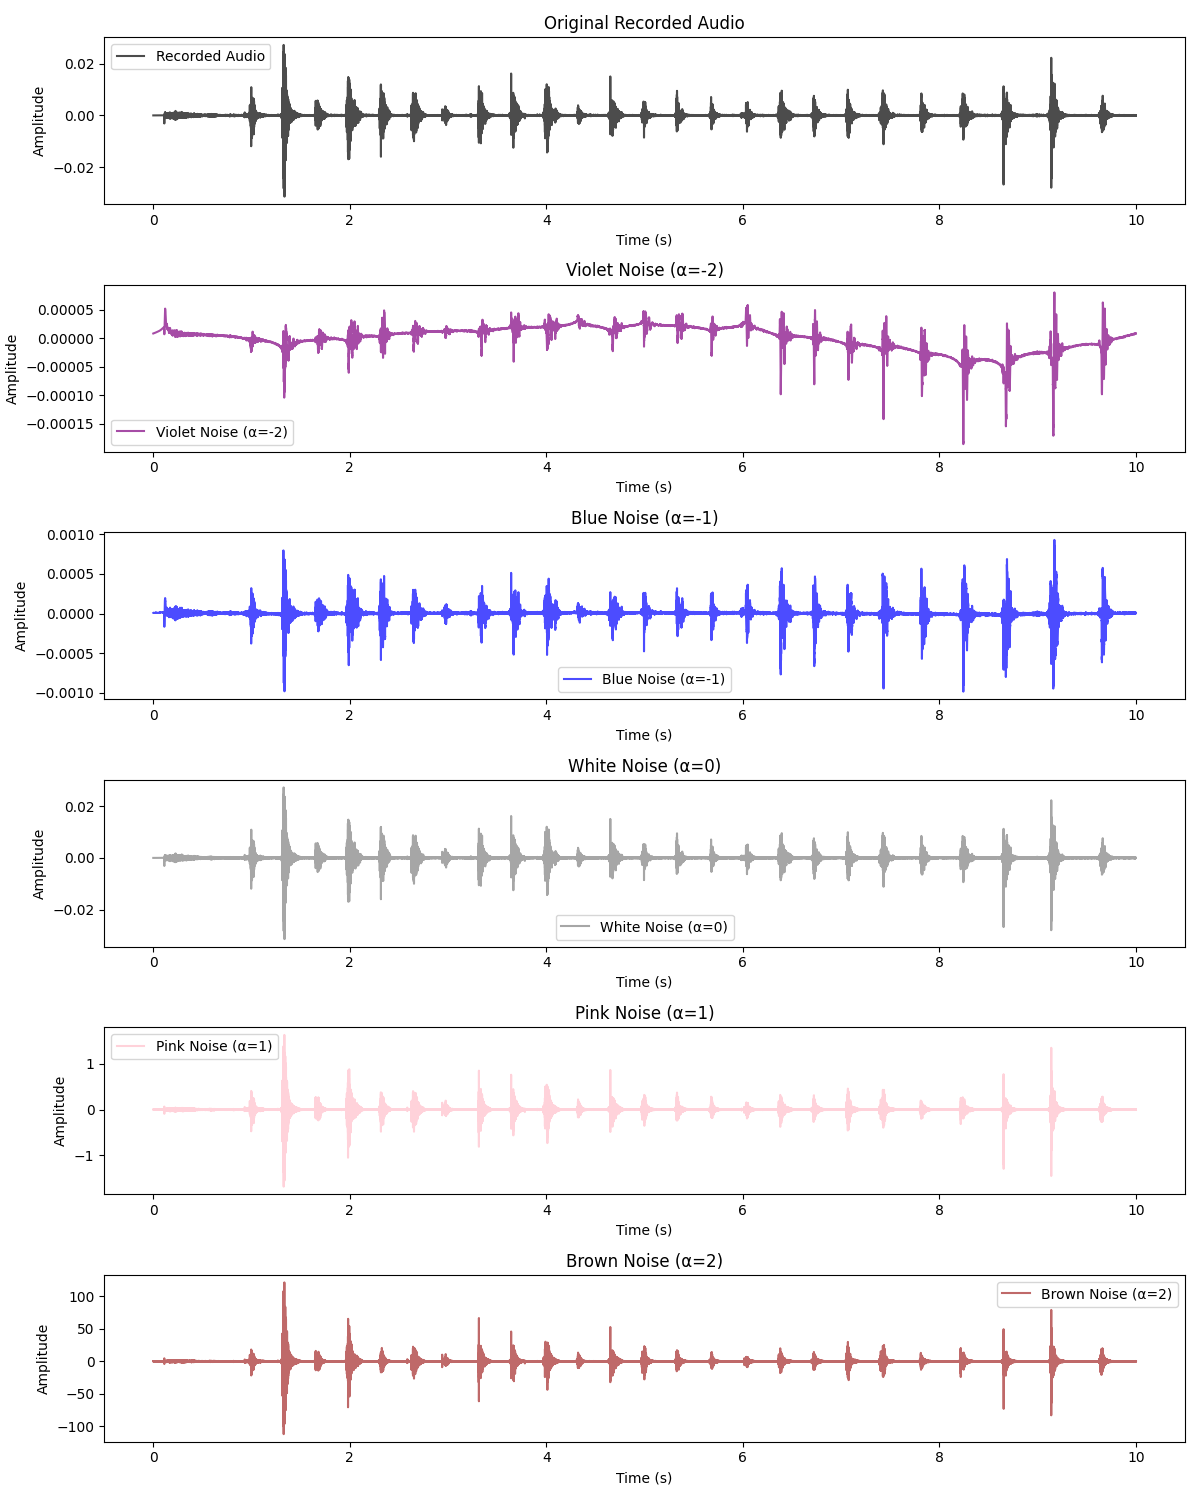 Original Recorded Audio
Recorded Audio
0.02
0.00
−0.02
Amplitude
0 2 4 6 8 10
Time (s)
Violet Noise (α=-2)
0.00005
0.00000
−0.00005
−0.00010
−0.00015
Amplitude
Violet Noise (α=-2)
0 2 4 6 8 10
Time (s)
Blue Noise (α=-1)
0.0010
0.0005
0.0000
−0.0005
−0.0010
Amplitude
Blue Noise (α=-1)
0 2 4 6 8 10
Time (s)
White Noise (α=0)
0.02
0.00
−0.02
Amplitude
White Noise (α=0)
0 2 4 6 8 10
Time (s)
Pink Noise (α=1)
Pink Noise (α=1)
1
0
−1
Amplitude
0 2 4 6 8 10
Time (s)
Brown Noise (α=2)
Brown Noise (α=2)
100
50
0
−50
−100
Amplitude
0 2 4 6 8 10
Time (s)